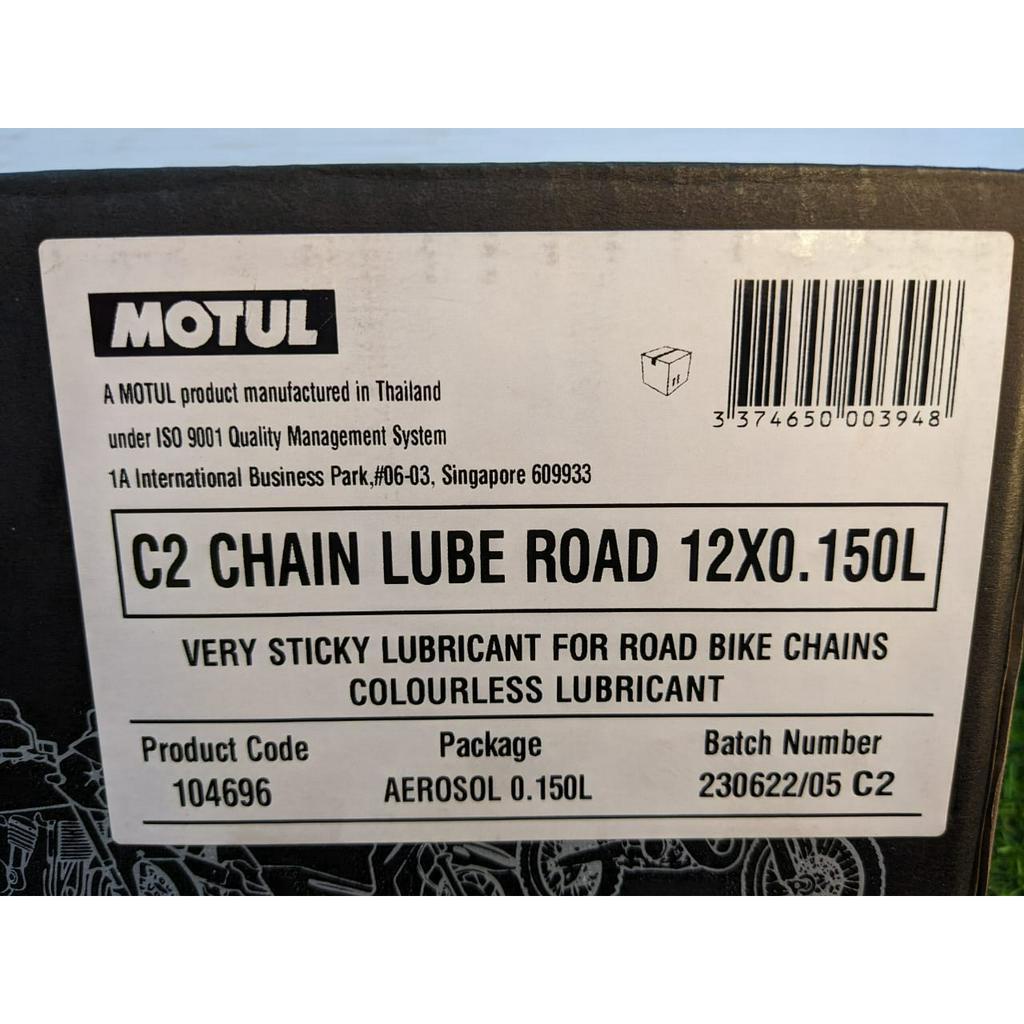 MOTUL
A MOTUL product manufactured in Thailand
under ISO 9001 Quality Management System
1A International Business Park,#06-03, Singapore 609933
3 374650 003948
C2 CHAIN LUBE ROAD 12X0.150L
VERY STICKY LUBRICANT FOR ROAD BIKE CHAINS
COLOURLESS LUBRICANT
Product Code Package Batch Number
104696 AEROSOL 0.150L 230622/05 C2